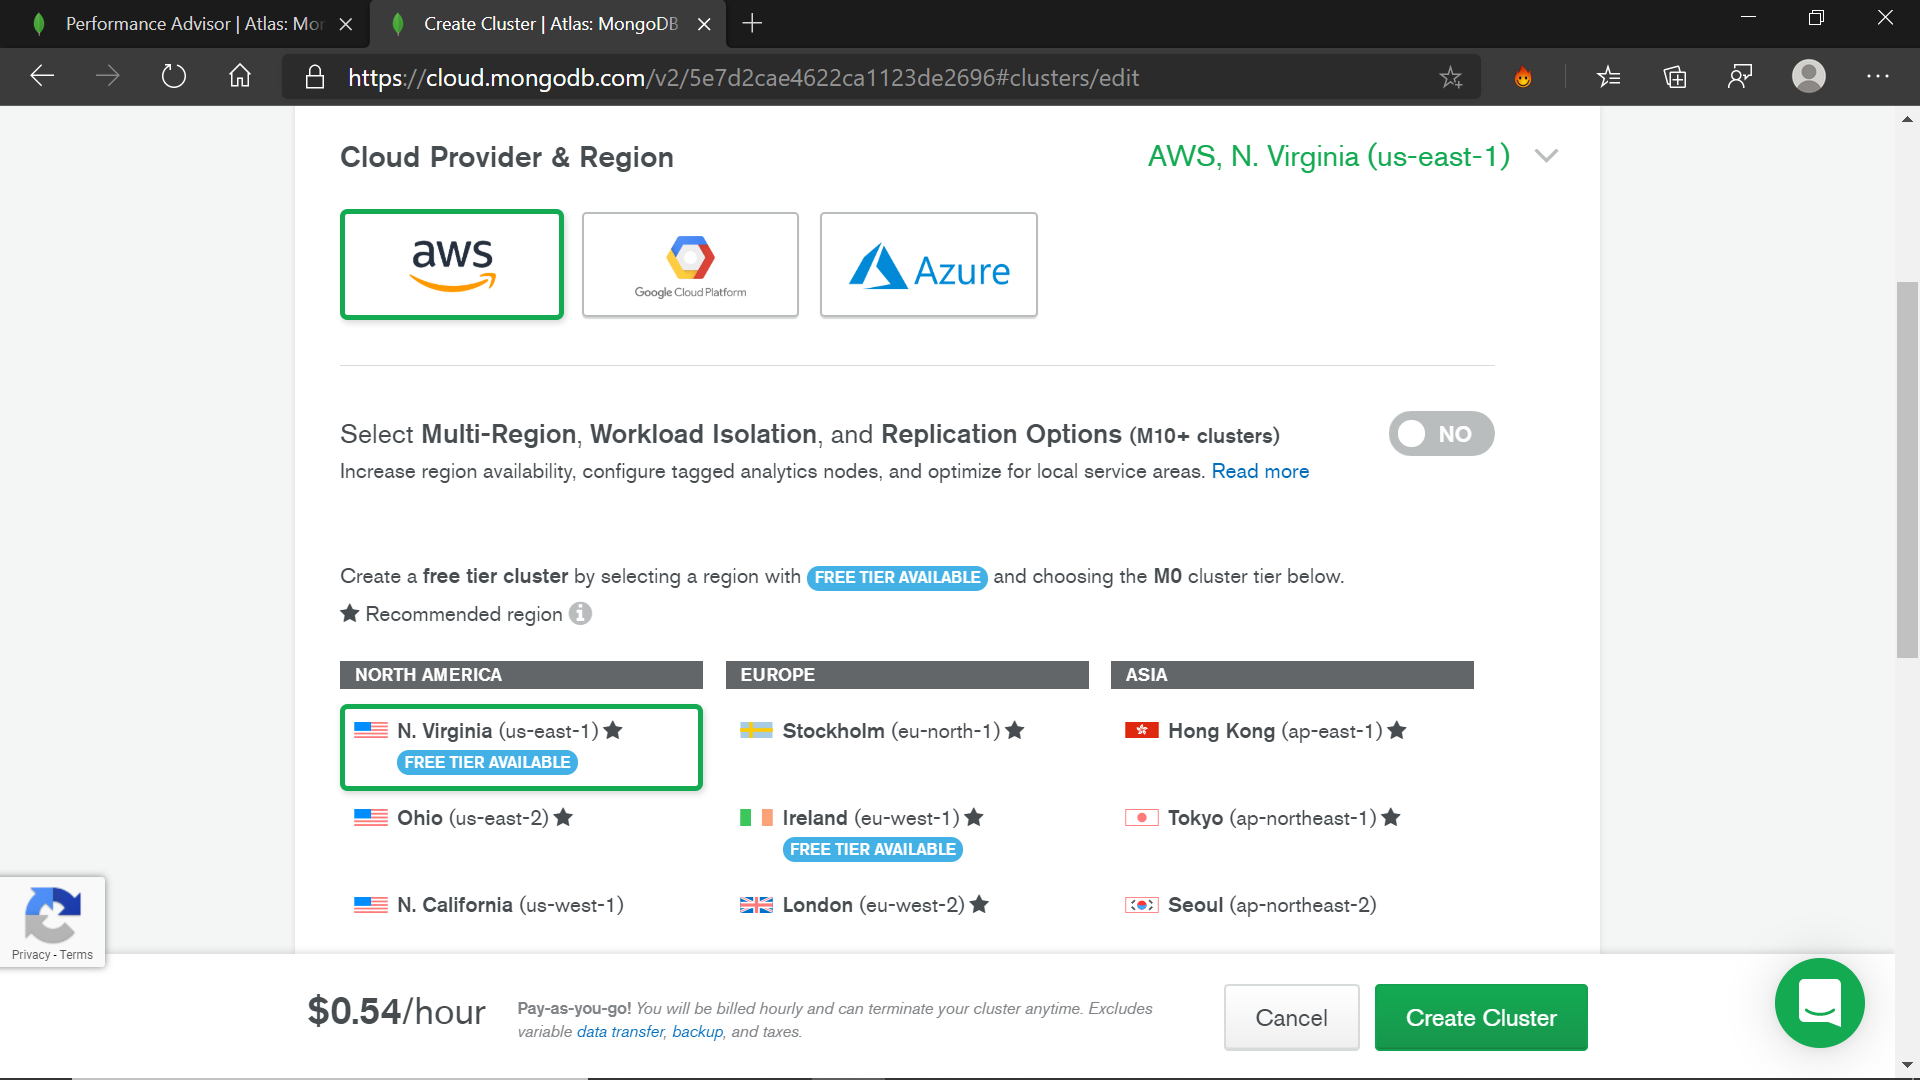 Performance Advisor | Atlas: Mon
Create Cluster | Atlas: MongoDB
https://cloud.mongodb.com/v2/5e7d2cae4622ca1123de2696#clusters/edit
Cloud Provider & Region
AWS, N. Virginia (us-east-1)
aws
Google Cloud Platform
Azure
Select Multi-Region, Workload Isolation, and Replication Options (M10+ clusters)
NO
Increase region availability, configure tagged analytics nodes, and optimize for local service areas. Read more
Create a free tier cluster by selecting a region with FREE TIER AVAILABLE and choosing the M0 cluster tier below.
★ Recommended region i
NORTH AMERICA
N. Virginia (us-east-1) ★
FREE TIER AVAILABLE
Ohio (us-east-2) ★
N. California (us-west-1)
EUROPE
Stockholm (eu-north-1) ★
Ireland (eu-west-1) ★
FREE TIER AVAILABLE
London (eu-west-2) ★
ASIA
Hong Kong (ap-east-1) ★
Tokyo (ap-northeast-1) ★
Seoul (ap-northeast-2)
Privacy - Terms
$0.54/hour
Pay-as-you-go! You will be billed hourly and can terminate your cluster anytime. Excludes
variable data transfer, backup, and taxes.
Cancel
Create Cluster